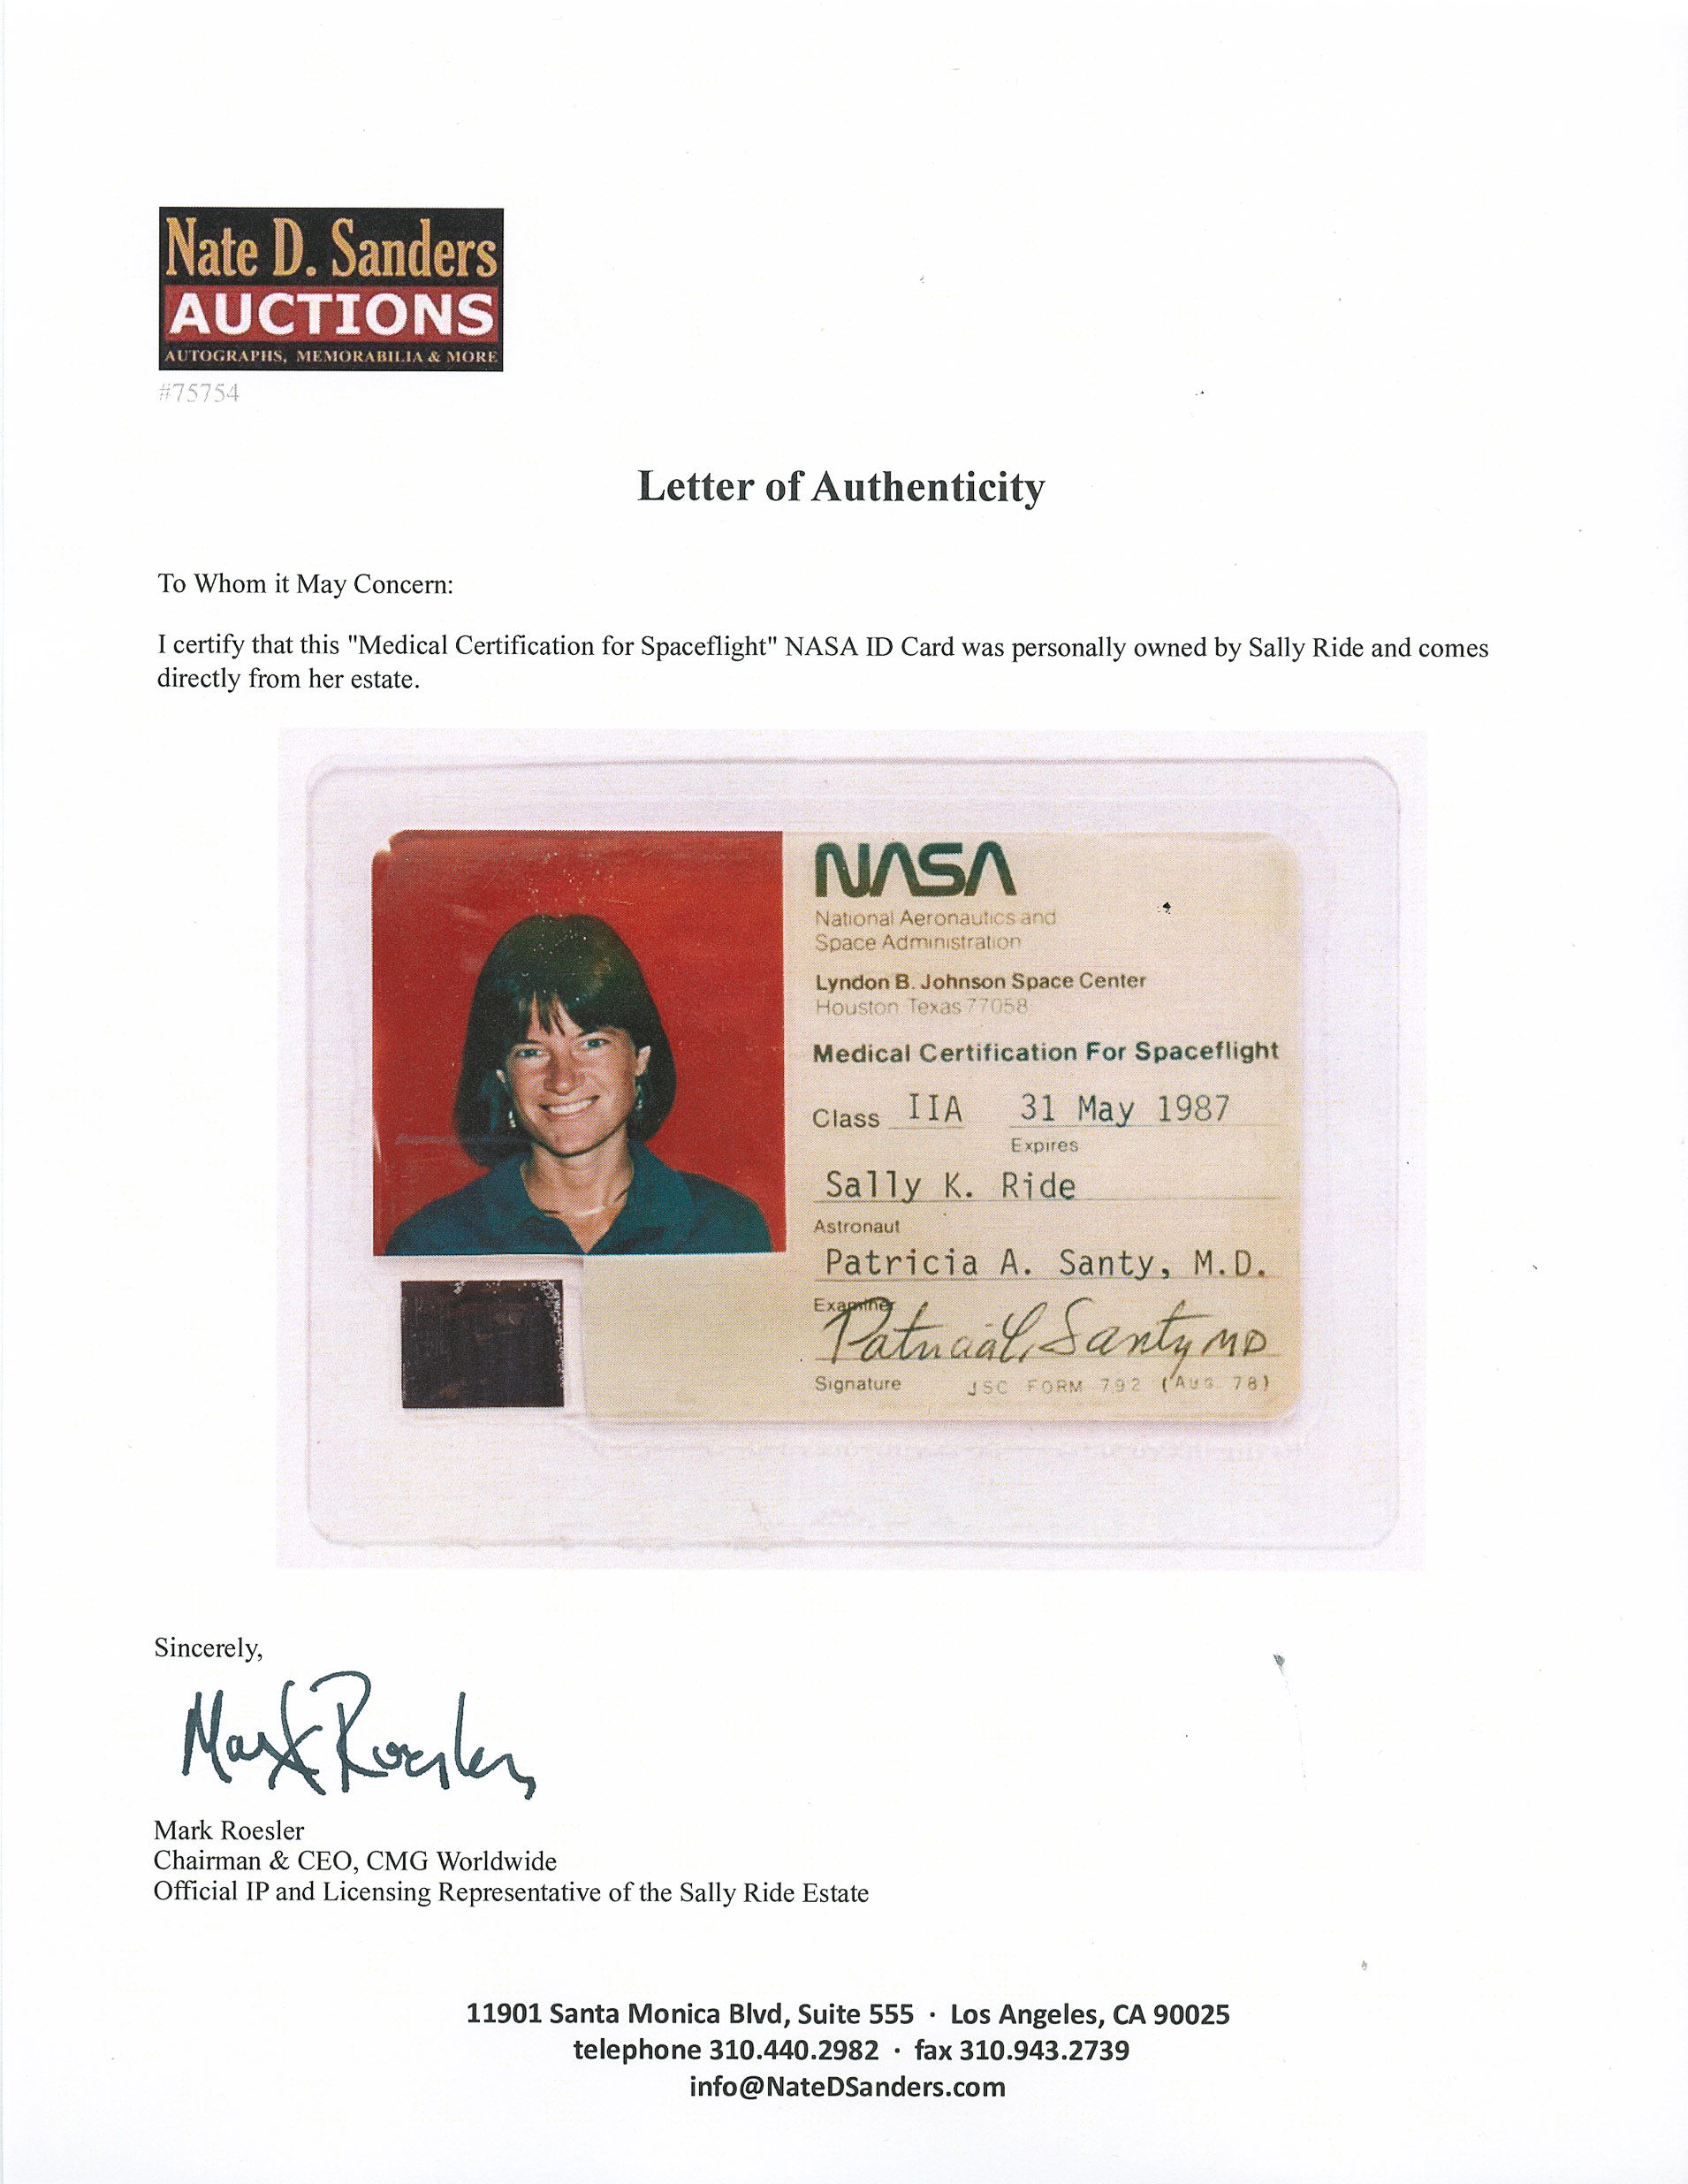 Nate D. Sanders
AUCTIONS
AUTOGRAPHS, MEMORABILIA & MORE
#75754
Letter of Authenticity
To Whom it May Concern:
I certify that this "Medical Certification for Spaceflight" NASA ID Card was personally owned by Sally Ride and comes
directly from her estate.
NASA
National Aeronautics and
Space Administration
Lyndon B. Johnson Space Center
Houston Texas 77058
Medical Certification For Spaceflight
Class IIA 31 May 1987
Expires
Sally K. Ride
Astronaut
Patricia A. Santy, M.D.
Examiner
Patricia A. Santy MD
Signature JSC FORM 792 (AUG 78)
Sincerely,
Mark Roesler
Mark Roesler
Chairman & CEO, CMG Worldwide
Official IP and Licensing Representative of the Sally Ride Estate
11901 Santa Monica Blvd, Suite 555 · Los Angeles, CA 90025
telephone 310.440.2982 · fax 310.943.2739
info@NateDSanders.com